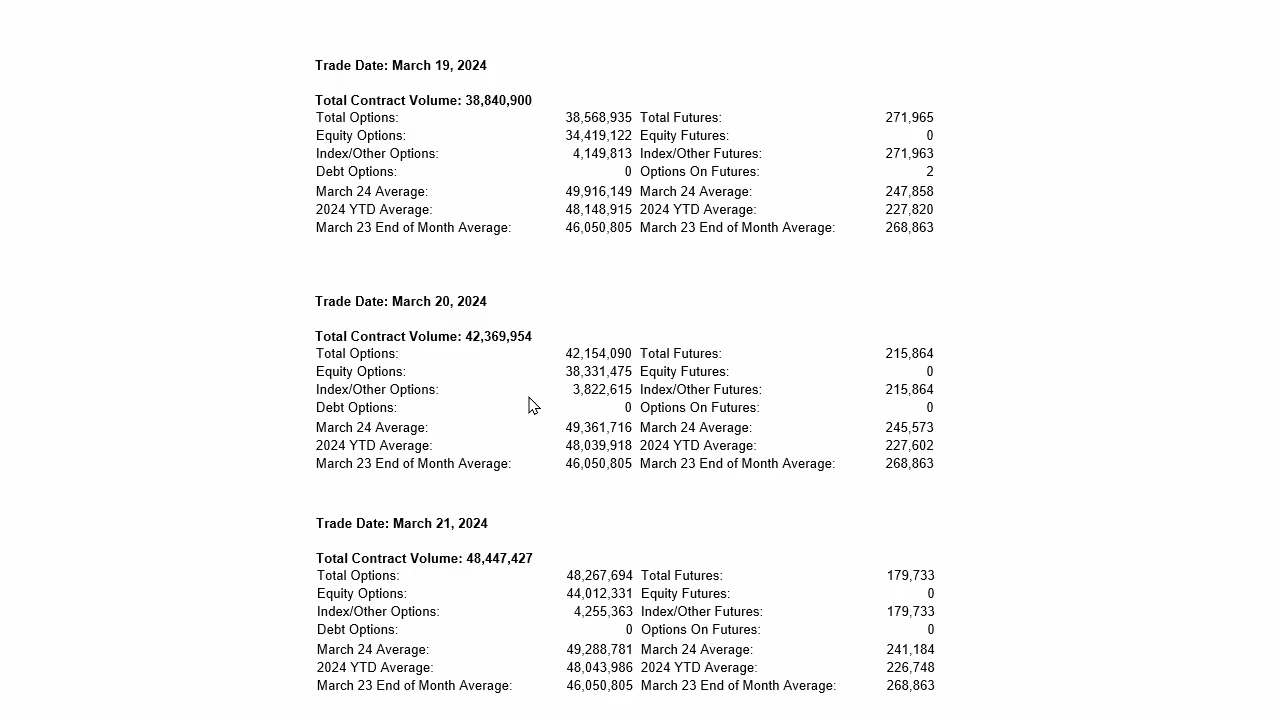 Trade Date: March 19, 2024
Total Contract Volume: 38,840,900
Total Options: 38,568,935 Total Futures: 271,965
Equity Options: 34,419,122 Equity Futures: 0
Index/Other Options: 4,149,813 Index/Other Futures: 271,963
Debt Options: 0 Options On Futures: 2
March 24 Average: 49,916,149 March 24 Average: 247,858
2024 YTD Average: 48,148,915 2024 YTD Average: 227,820
March 23 End of Month Average: 46,050,805 March 23 End of Month Average: 268,863
Trade Date: March 20, 2024
Total Contract Volume: 42,369,954
Total Options: 42,154,090 Total Futures: 215,864
Equity Options: 38,331,475 Equity Futures: 0
Index/Other Options: 3,822,615 Index/Other Futures: 215,864
Debt Options: 0 Options On Futures: 0
March 24 Average: 49,361,716 March 24 Average: 245,573
2024 YTD Average: 48,039,918 2024 YTD Average: 227,602
March 23 End of Month Average: 46,050,805 March 23 End of Month Average: 268,863
Trade Date: March 21, 2024
Total Contract Volume: 48,447,427
Total Options: 48,267,694 Total Futures: 179,733
Equity Options: 44,012,331 Equity Futures: 0
Index/Other Options: 4,255,363 Index/Other Futures: 179,733
Debt Options: 0 Options On Futures: 0
March 24 Average: 49,288,781 March 24 Average: 241,184
2024 YTD Average: 48,043,986 2024 YTD Average: 226,748
March 23 End of Month Average: 46,050,805 March 23 End of Month Average: 268,863